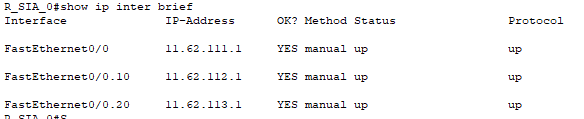 R_SIA_0#show ip inter brief
Interface IP-Address OK? Method Status Protocol
FastEthernet0/0 11.62.111.1 YES manual up up
FastEthernet0/0.10 11.62.112.1 YES manual up up
FastEthernet0/0.20 11.62.113.1 YES manual up up
R_SIA_0#S